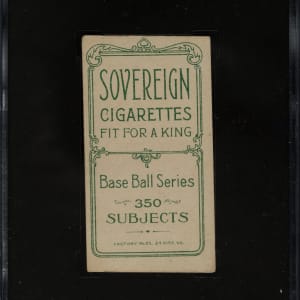 SOVEREIGN
CIGARETTES
FIT FOR A KING
Base Ball Series
350
SUBJECTS